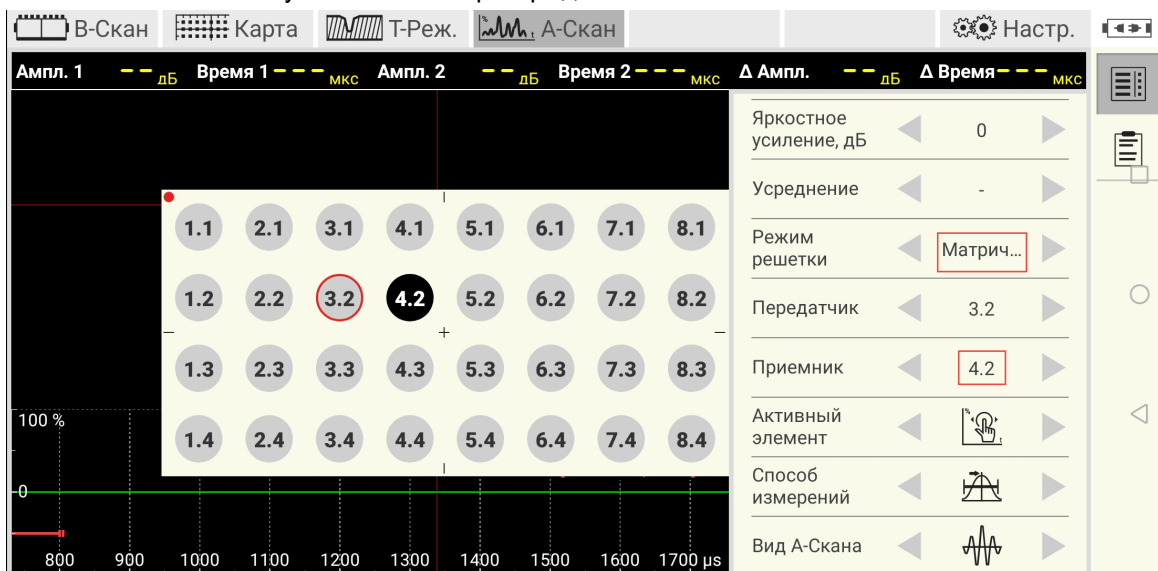 В-Скан Карта Т-Реж. А-Скан Настр.
Ампл. 1 – – дБ Время 1 – – – мкс Ампл. 2 – – дБ Время 2 – – – мкс Δ Ампл. – – дБ Δ Время – – – мкс
Яркостное
усиление, дБ
0
Усреднение
-
Режим
решетки
Матрич...
Передатчик
3.2
Приемник
4.2
Активный
элемент
Способ
измерений
Вид А-Скана
1.1 2.1 3.1 4.1 5.1 6.1 7.1 8.1
1.2 2.2 3.2 4.2 5.2 6.2 7.2 8.2
1.3 2.3 3.3 4.3 5.3 6.3 7.3 8.3
1.4 2.4 3.4 4.4 5.4 6.4 7.4 8.4
100 %
0
800 900 1000 1100 1200 1300 1400 1500 1600 1700 µs